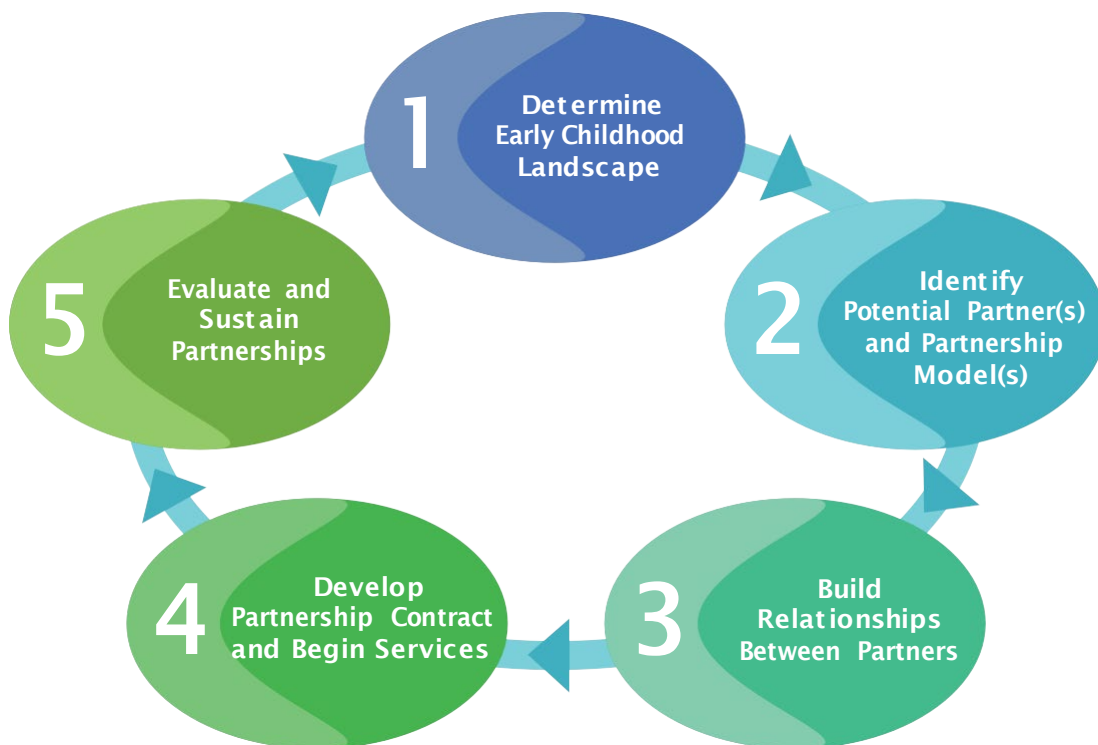 1
Determine
Early Childhood
Landscape
2
Identify
Potential Partner(s)
and Partnership
Model(s)
3
Build
Relationships
Between Partners
4
Develop
Partnership Contract
and Begin Services
5
Evaluate and
Sustain
Partnerships